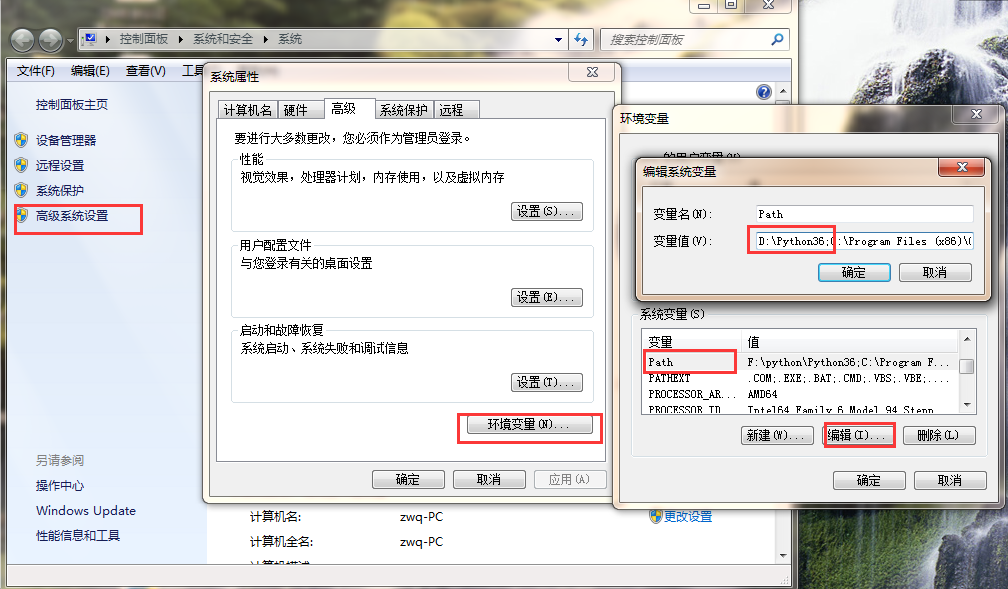 控制面板 系统和安全 系统
搜索控制面板
文件(F) 编辑(E) 查看(V) 工具
控制面板主页
设备管理器
远程设置
系统保护
高级系统设置
另请参阅
操作中心
Windows Update
性能信息和工具
系统属性
计算机名 硬件 高级 系统保护 远程
要进行大多数更改，您必须作为管理员登录。
性能
视觉效果，处理器计划，内存使用，以及虚拟内存
设置(S)...
用户配置文件
与您登录有关的桌面设置
设置(E)...
启动和故障恢复
系统启动、系统失败和调试信息
设置(T)...
环境变量(N)...
确定 取消 应用(A)
计算机名: zwq-PC
计算机全名: zwq-PC
计算机描述
更改设置
环境变量
的用户变量(U)
编辑系统变量
变量名(N): Path
变量值(V): D:\Python36;C:\Program Files (x86)\
确定 取消
系统变量(S)
变量 值
Path F:\python\Python36;C:\Program F...
PATHEXT .COM;.EXE;.BAT;.CMD;.VBS;.VBE;....
PROCESSOR_AR... AMD64
PROCESSOR_ID Intel64 Family 6 Model 94 Stepp
新建(W)... 编辑(I)... 删除(L)
确定 取消